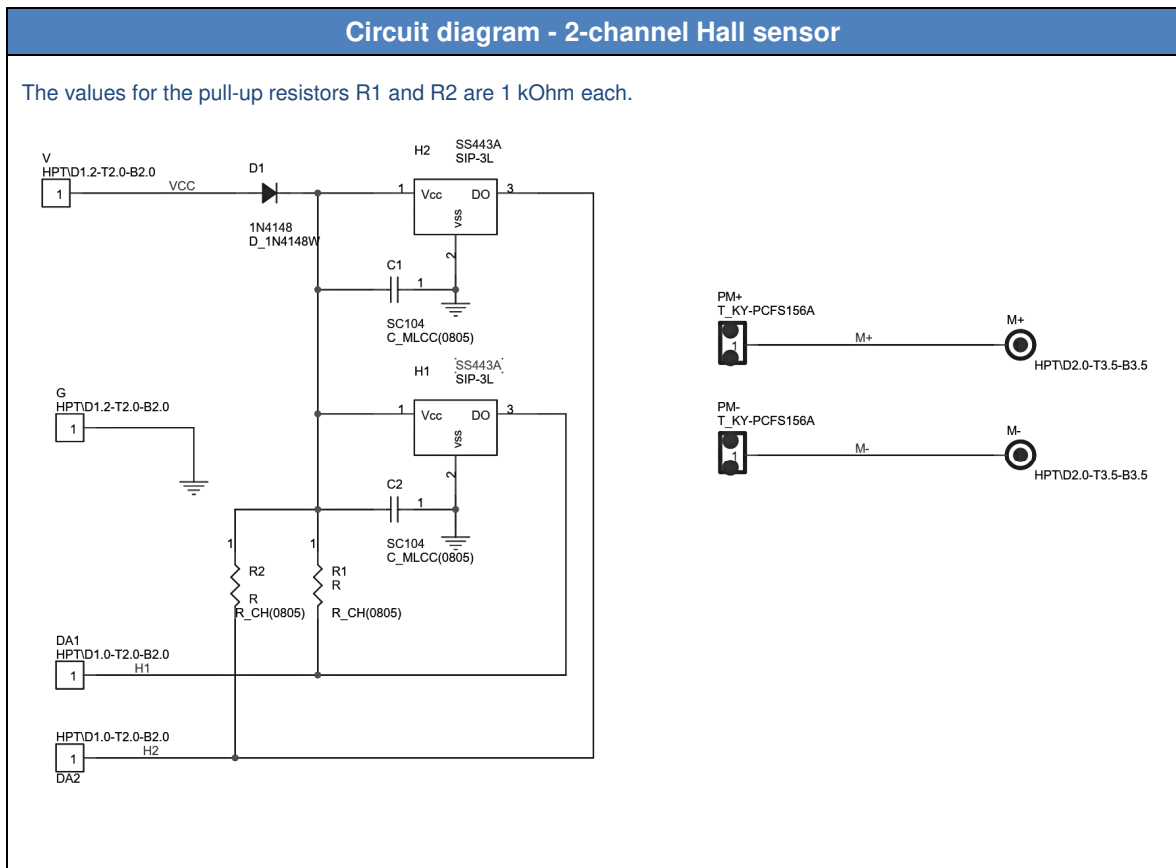 Circuit diagram - 2-channel Hall sensor
The values for the pull-up resistors R1 and R2 are 1 kOhm each.
V
HPT\D1.2-T2.0-B2.0
1
VCC
D1
1N4148
D_1N4148W
H2
SS443A
SIP-3L
1
Vcc
DO
3
vss
2
C1
1
SC104
C_MLCC(0805)
H1
SS443A
SIP-3L
1
Vcc
DO
3
vss
2
C2
1
SC104
C_MLCC(0805)
G
HPT\D1.2-T2.0-B2.0
1
1
R2
R
R_CH(0805)
1
R1
R
R_CH(0805)
DA1
HPT\D1.0-T2.0-B2.0
1
H1
HPT\D1.0-T2.0-B2.0
1
H2
DA2
PM+
T_KY-PCFS156A
1
M+
M+
HPT\D2.0-T3.5-B3.5
PM-
T_KY-PCFS156A
1
M-
M-
HPT\D2.0-T3.5-B3.5